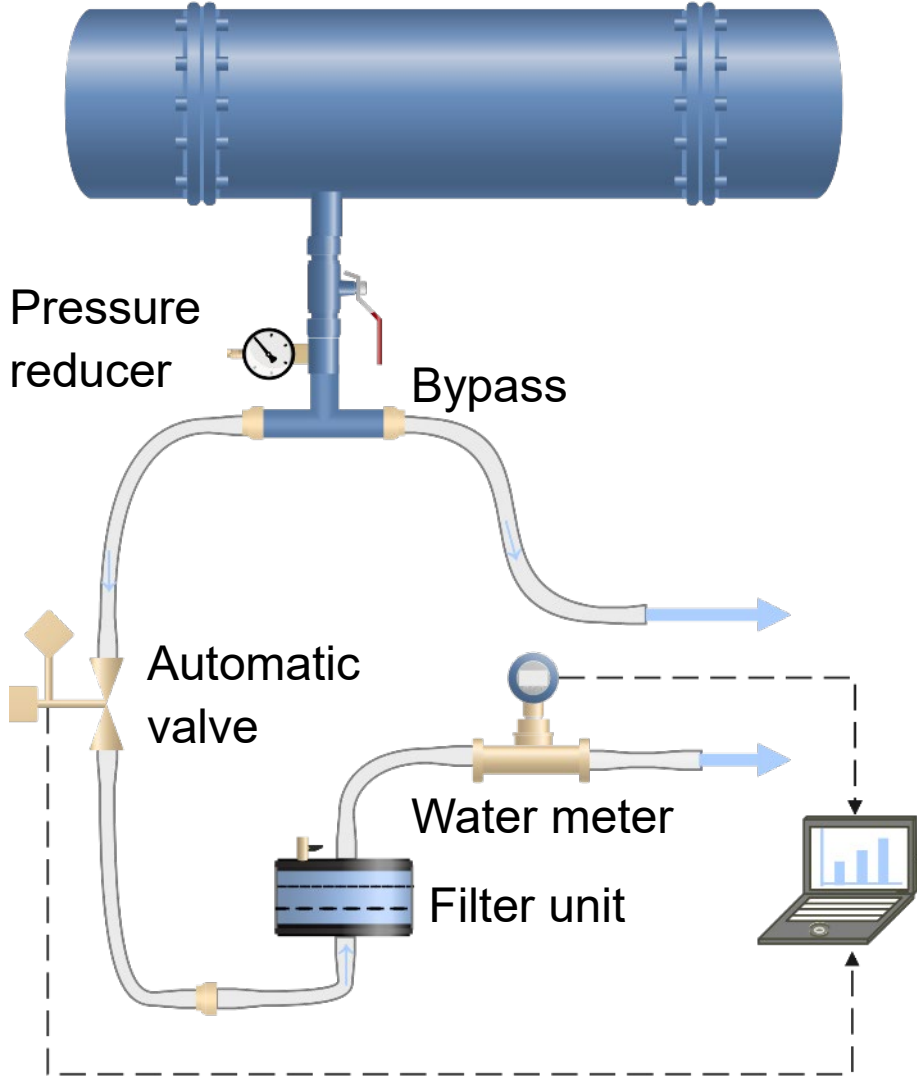 Pressure
reducer
Bypass
Automatic
valve
Water meter
Filter unit